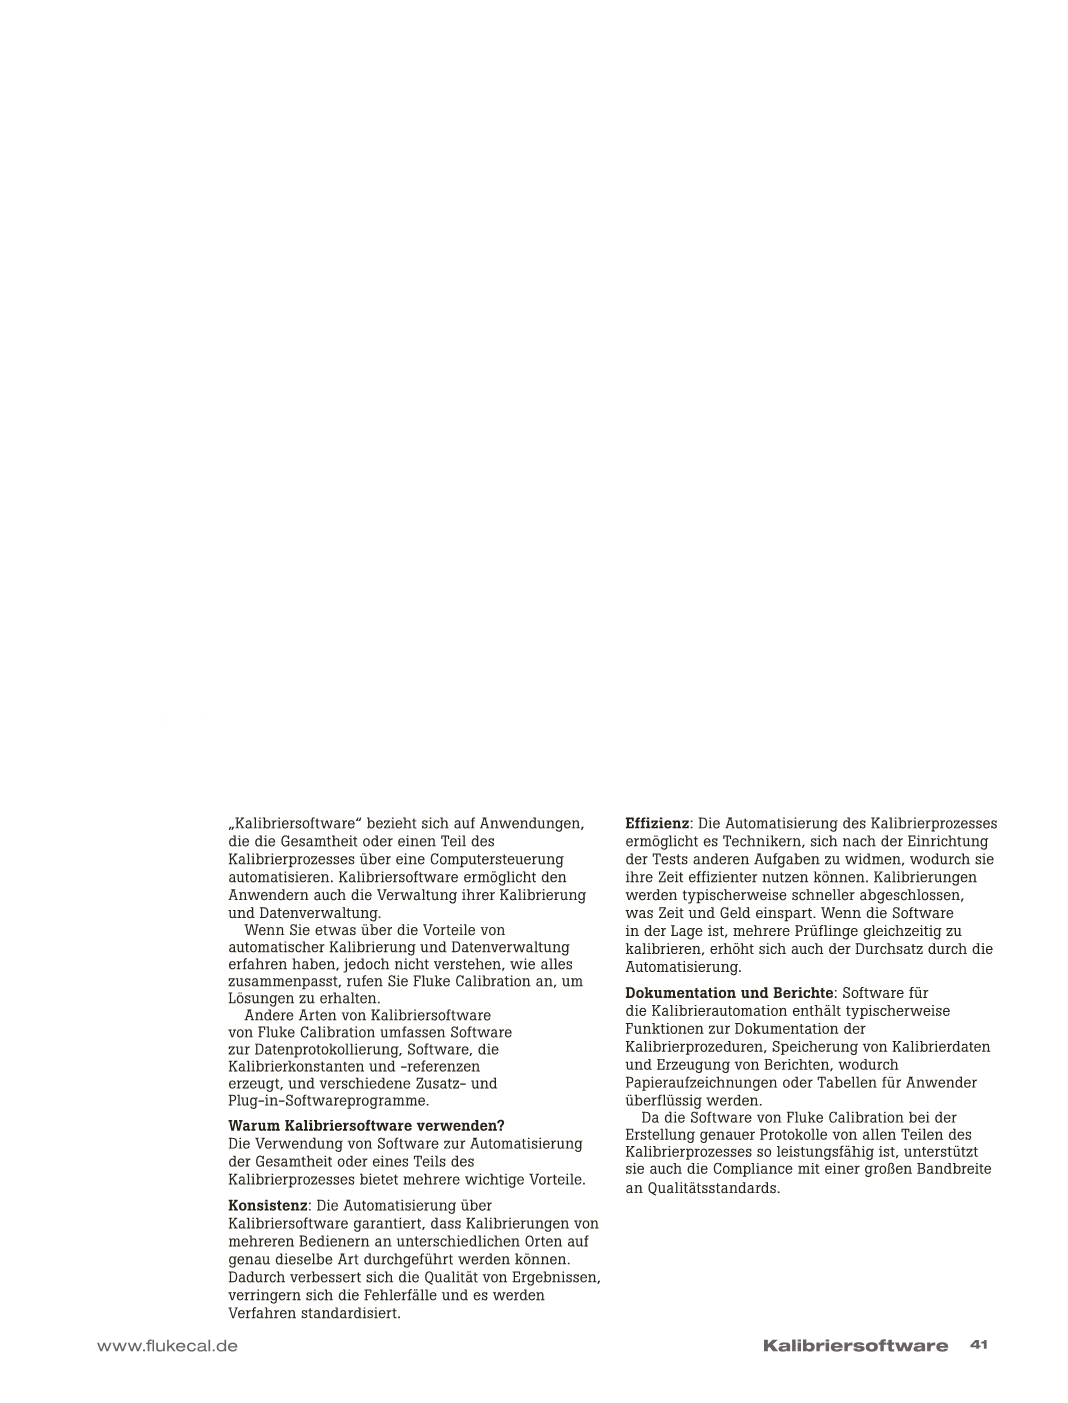 „Kalibriersoftware“ bezieht sich auf Anwendungen,
die die Gesamtheit oder einen Teil des
Kalibrierprozesses über eine Computersteuerung
automatisieren. Kalibriersoftware ermöglicht den
Anwendern auch die Verwaltung ihrer Kalibrierung
und Datenverwaltung.
Wenn Sie etwas über die Vorteile von
automatischer Kalibrierung und Datenverwaltung
erfahren haben, jedoch nicht verstehen, wie alles
zusammenpasst, rufen Sie Fluke Calibration an, um
Lösungen zu erhalten.
Andere Arten von Kalibriersoftware
von Fluke Calibration umfassen Software
zur Datenprotokollierung, Software, die
Kalibrierkonstanten und -referenzen
erzeugt, und verschiedene Zusatz- und
Plug-in-Softwareprogramme.
Warum Kalibriersoftware verwenden?
Die Verwendung von Software zur Automatisierung
der Gesamtheit oder eines Teils des
Kalibrierprozesses bietet mehrere wichtige Vorteile.
Konsistenz: Die Automatisierung über
Kalibriersoftware garantiert, dass Kalibrierungen von
mehreren Bedienern an unterschiedlichen Orten auf
genau dieselbe Art durchgeführt werden können.
Dadurch verbessert sich die Qualität von Ergebnissen,
verringern sich die Fehlerfälle und es werden
Verfahren standardisiert.
Effizienz: Die Automatisierung des Kalibrierprozesses
ermöglicht es Technikern, sich nach der Einrichtung
der Tests anderen Aufgaben zu widmen, wodurch sie
ihre Zeit effizienter nutzen können. Kalibrierungen
werden typischerweise schneller abgeschlossen,
was Zeit und Geld einspart. Wenn die Software
in der Lage ist, mehrere Prüflinge gleichzeitig zu
kalibrieren, erhöht sich auch der Durchsatz durch die
Automatisierung.
Dokumentation und Berichte: Software für
die Kalibrierautomation enthält typischerweise
Funktionen zur Dokumentation der
Kalibrierprozeduren, Speicherung von Kalibrierdaten
und Erzeugung von Berichten, wodurch
Papieraufzeichnungen oder Tabellen für Anwender
überflüssig werden.
Da die Software von Fluke Calibration bei der
Erstellung genauer Protokolle von allen Teilen des
Kalibrierprozesses so leistungsfähig ist, unterstützt
sie auch die Compliance mit einer großen Bandbreite
an Qualitätsstandards.
www.flukecal.de
Kalibriersoftware 41